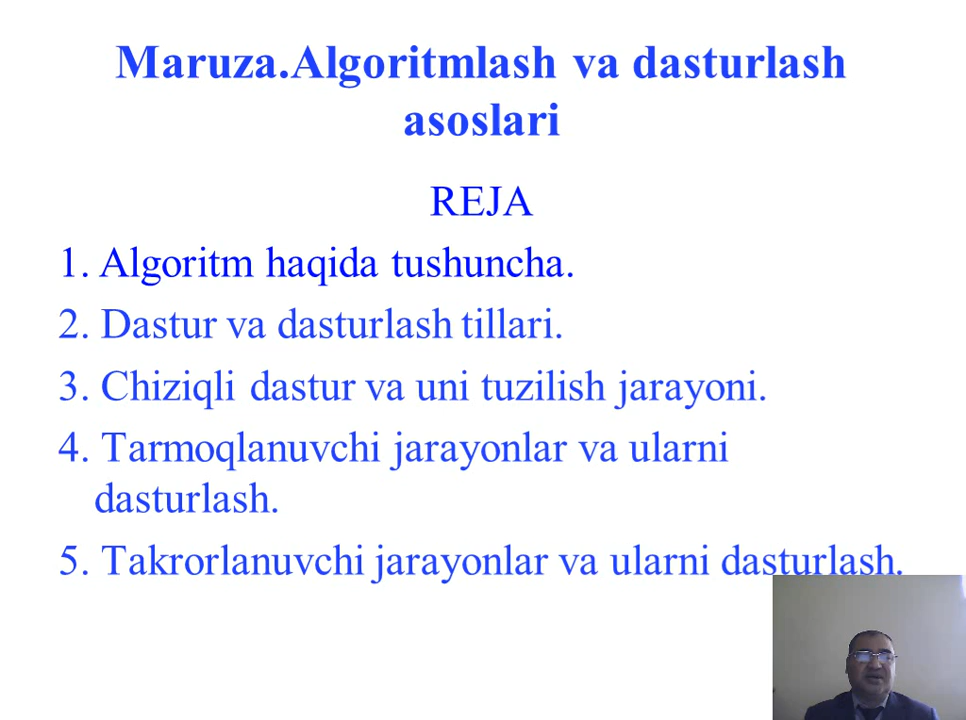 Maruza.Algoritmlash va dasturlash
asoslari
REJA
1. Algoritm haqida tushuncha.
2. Dastur va dasturlash tillari.
3. Chiziqli dastur va uni tuzilish jarayoni.
4. Tarmoqlanuvchi jarayonlar va ularni
dasturlash.
5. Takrorlanuvchi jarayonlar va ularni dasturlash.